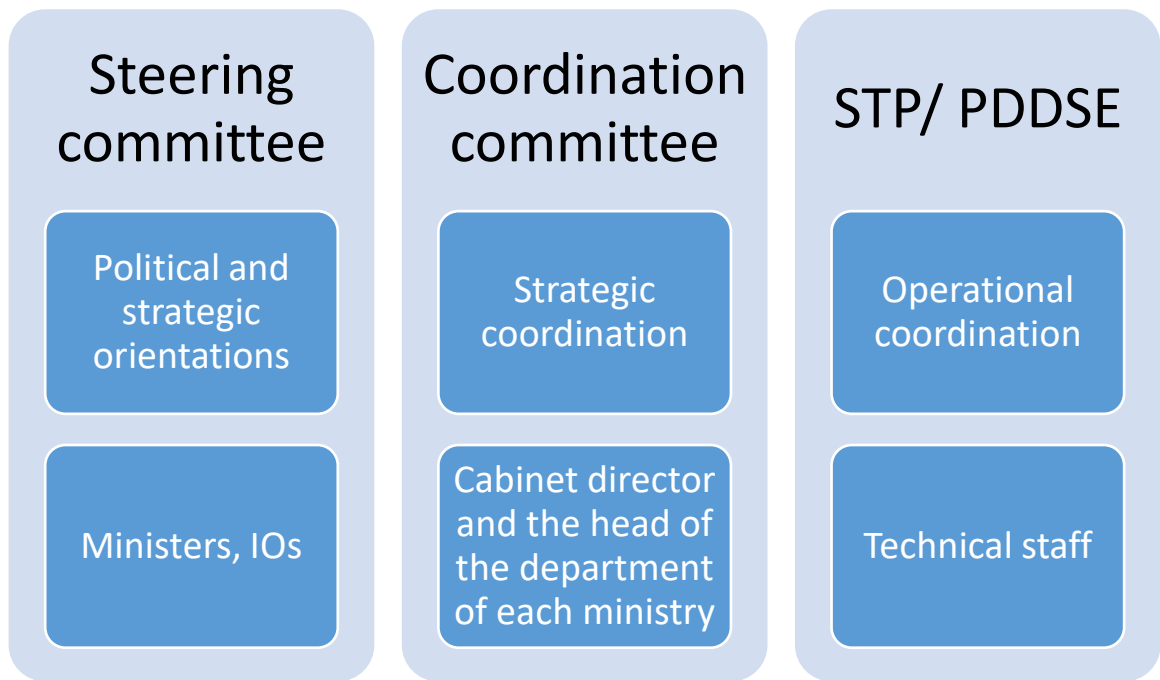 Steering
committee
Political and
strategic
orientations
Ministers, IOs
Coordination
committee
Strategic
coordination
Cabinet director
and the head of
the department
of each ministry
STP/ PDDSE
Operational
coordination
Technical staff